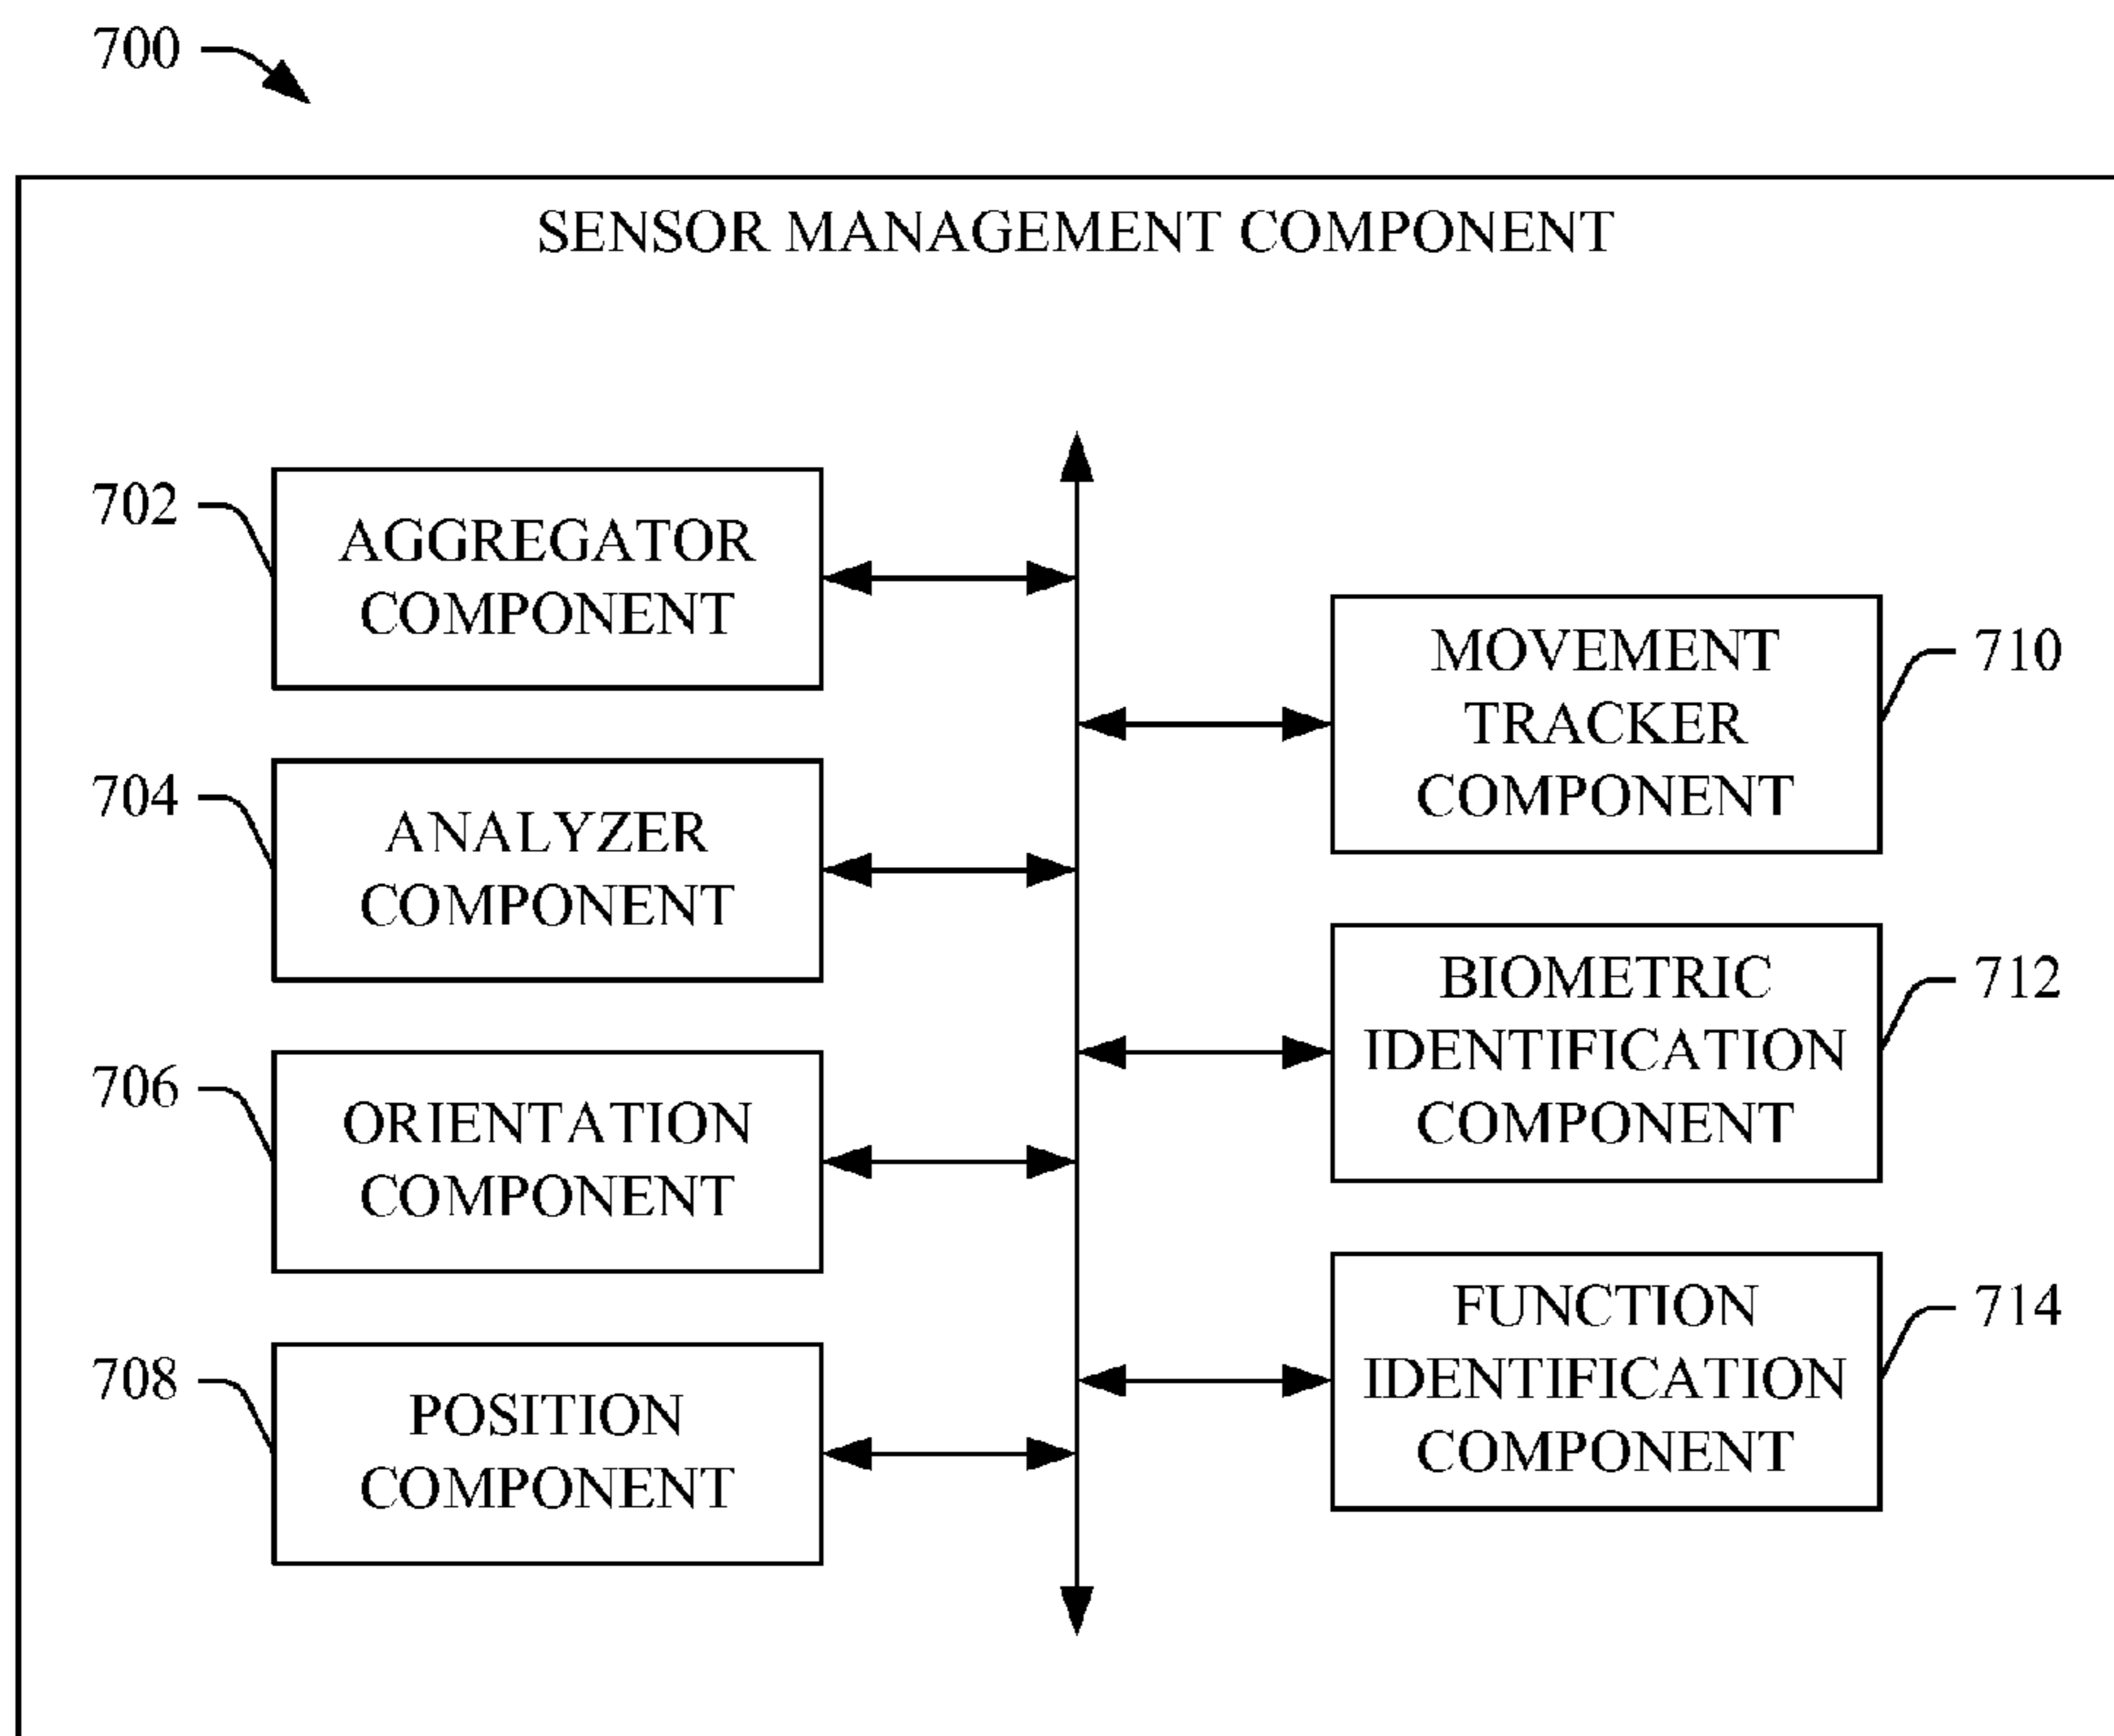 700
SENSOR MANAGEMENT COMPONENT
702
AGGREGATOR
COMPONENT
704
ANALYZER
COMPONENT
706
ORIENTATION
COMPONENT
708
POSITION
COMPONENT
MOVEMENT
TRACKER
COMPONENT
710
BIOMETRIC
IDENTIFICATION
COMPONENT
712
FUNCTION
IDENTIFICATION
COMPONENT
714